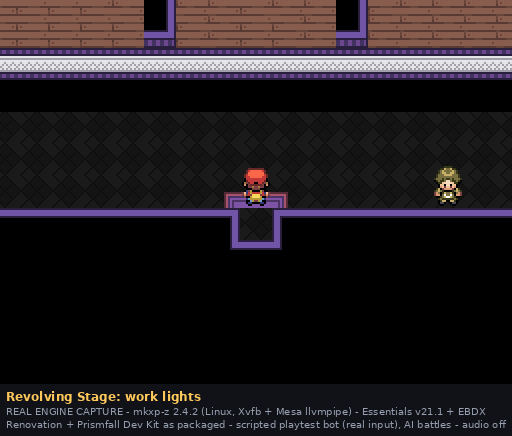 Revolving Stage: work lights
REAL ENGINE CAPTURE - mkxp-z 2.4.2 (Linux, Xvfb + Mesa llvmpipe) - Essentials v21.1 + EBDX
Renovation + Prismfall Dev Kit as packaged - scripted playtest bot (real input), AI battles - audio off